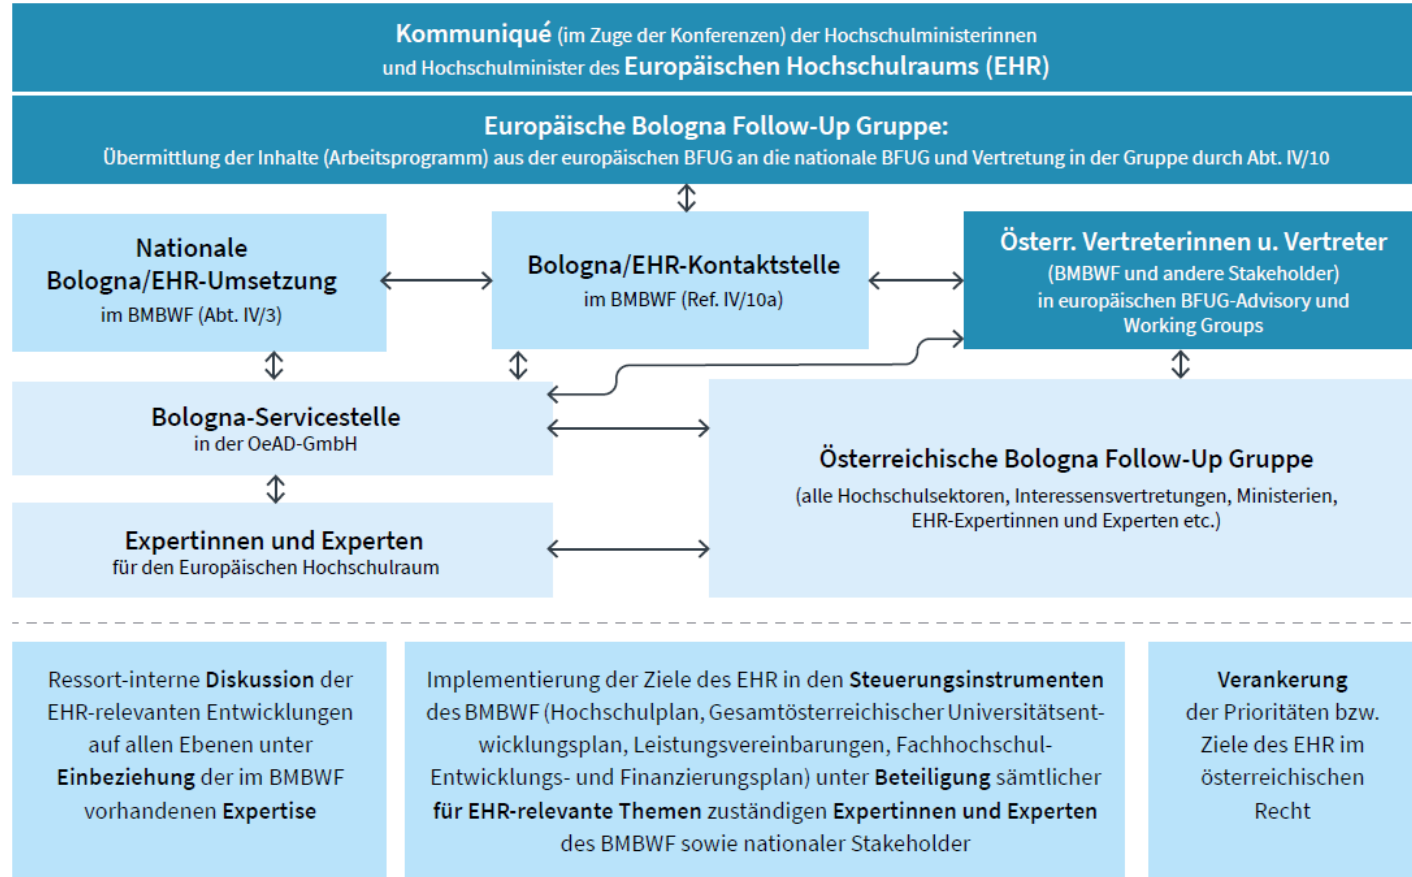 Kommuniqué (im Zuge der Konferenzen) der Hochschulministerinnen
und Hochschulminister des Europäischen Hochschulraums (EHR)
Europäische Bologna Follow-Up Gruppe:
Übermittlung der Inhalte (Arbeitsprogramm) aus der europäischen BFUG an die nationale BFUG und Vertretung in der Gruppe durch Abt. IV/10
Nationale
Bologna/EHR-Umsetzung
im BMBWF (Abt. IV/3)
Bologna/EHR-Kontaktstelle
im BMBWF (Ref. IV/10a)
Österr. Vertreterinnen u. Vertreter
(BMBWF und andere Stakeholder)
in europäischen BFUG-Advisory und
Working Groups
Bologna-Servicestelle
in der OeAD-GmbH
Österreichische Bologna Follow-Up Gruppe
(alle Hochschulsektoren, Interessensvertretungen, Ministerien,
EHR-Expertinnen und Experten etc.)
Expertinnen und Experten
für den Europäischen Hochschulraum
Ressort-interne Diskussion der
EHR-relevanten Entwicklungen
auf allen Ebenen unter
Einbeziehung der im BMBWF
vorhandenen Expertise
Implementierung der Ziele des EHR in den Steuerungsinstrumenten
des BMBWF (Hochschulplan, Gesamtösterreichischer Universitätsent-
wicklungsplan, Leistungsvereinbarungen, Fachhochschul-
Entwicklungs- und Finanzierungsplan) unter Beteiligung sämtlicher
für EHR-relevante Themen zuständigen Expertinnen und Experten
des BMBWF sowie nationaler Stakeholder
Verankerung
der Prioritäten bzw.
Ziele des EHR im
österreichischen
Recht